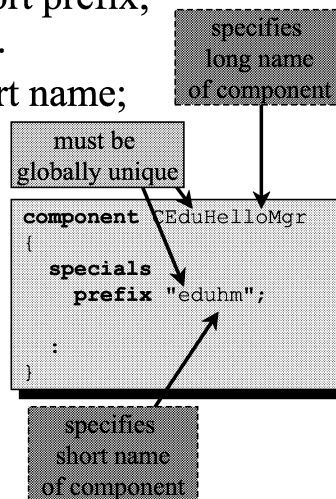 ort prefix;
.
rt name;
specifies
long name
of component
must be
globally unique
component CEduHelloMgr
{
specials
prefix "eduhm";
:
}
specifies
short name
of component